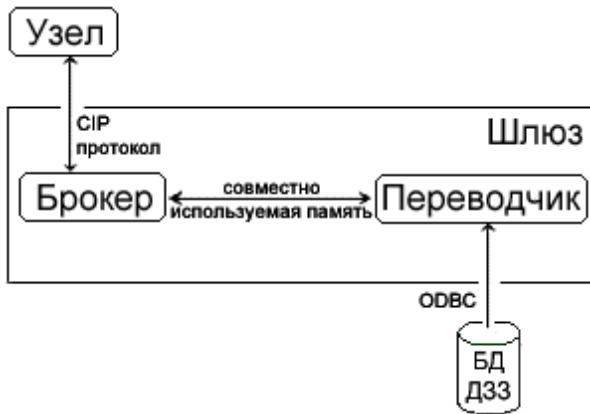 Узел
CIP
протокол
Шлюз
Брокер
совместно
используемая память
Переводчик
ODBC
БД
ДЗЗ